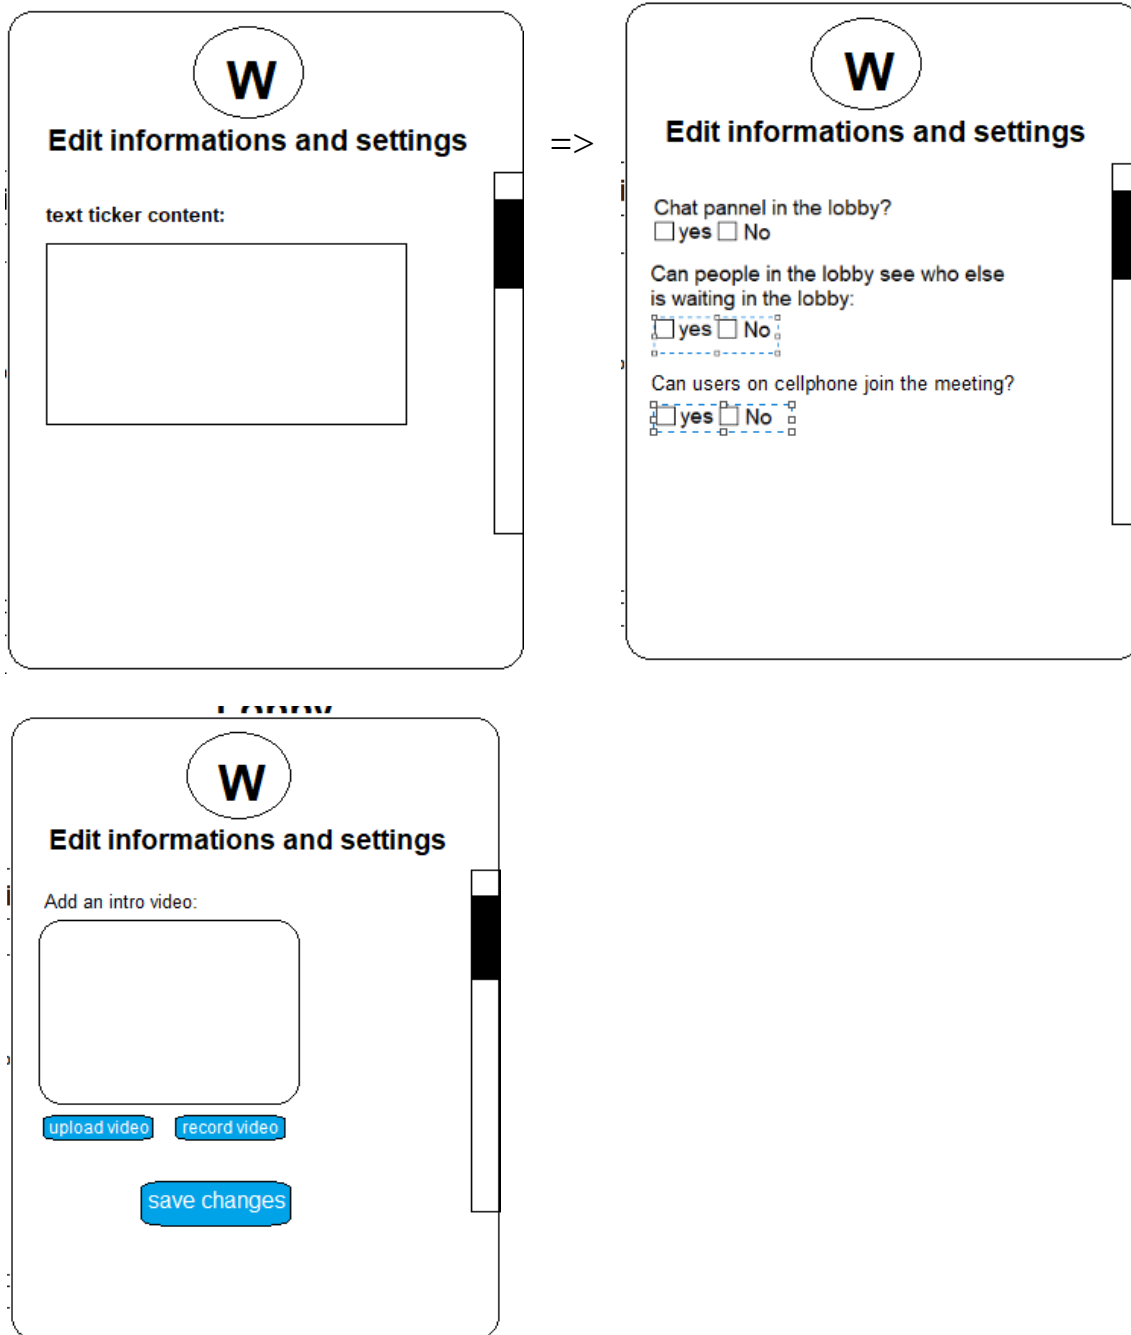 W
Edit informations and settings
text ticker content:
=>
W
Edit informations and settings
Chat pannel in the lobby?
yes No
Can people in the lobby see who else
is waiting in the lobby:
yes No
Can users on cellphone join the meeting?
yes No
W
Edit informations and settings
Add an intro video:
upload video record video
save changes